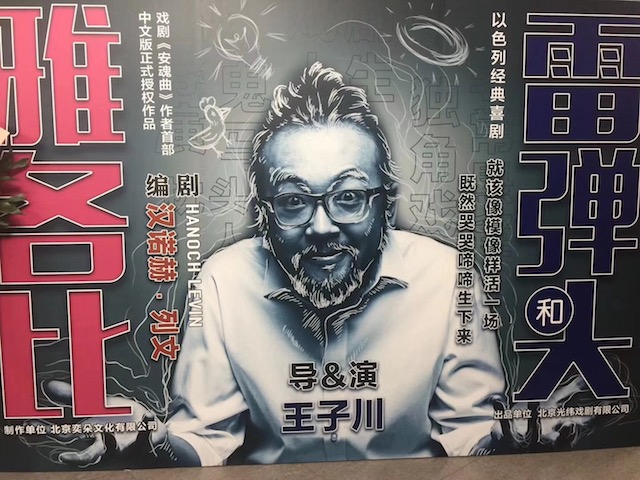 雅各比
和
雷弹头
以色列经典喜剧
戏剧《安魂曲》作者首部
中文版正式授权作品
编剧
汉诺赫·列文
HANOCH LEVIN
既然哭哭啼啼生下来
就该像模像样活一场
独角戏
导&演
王子川
制作单位 北京奕朵文化有限公司
出品单位 北京光纬戏剧有限公司